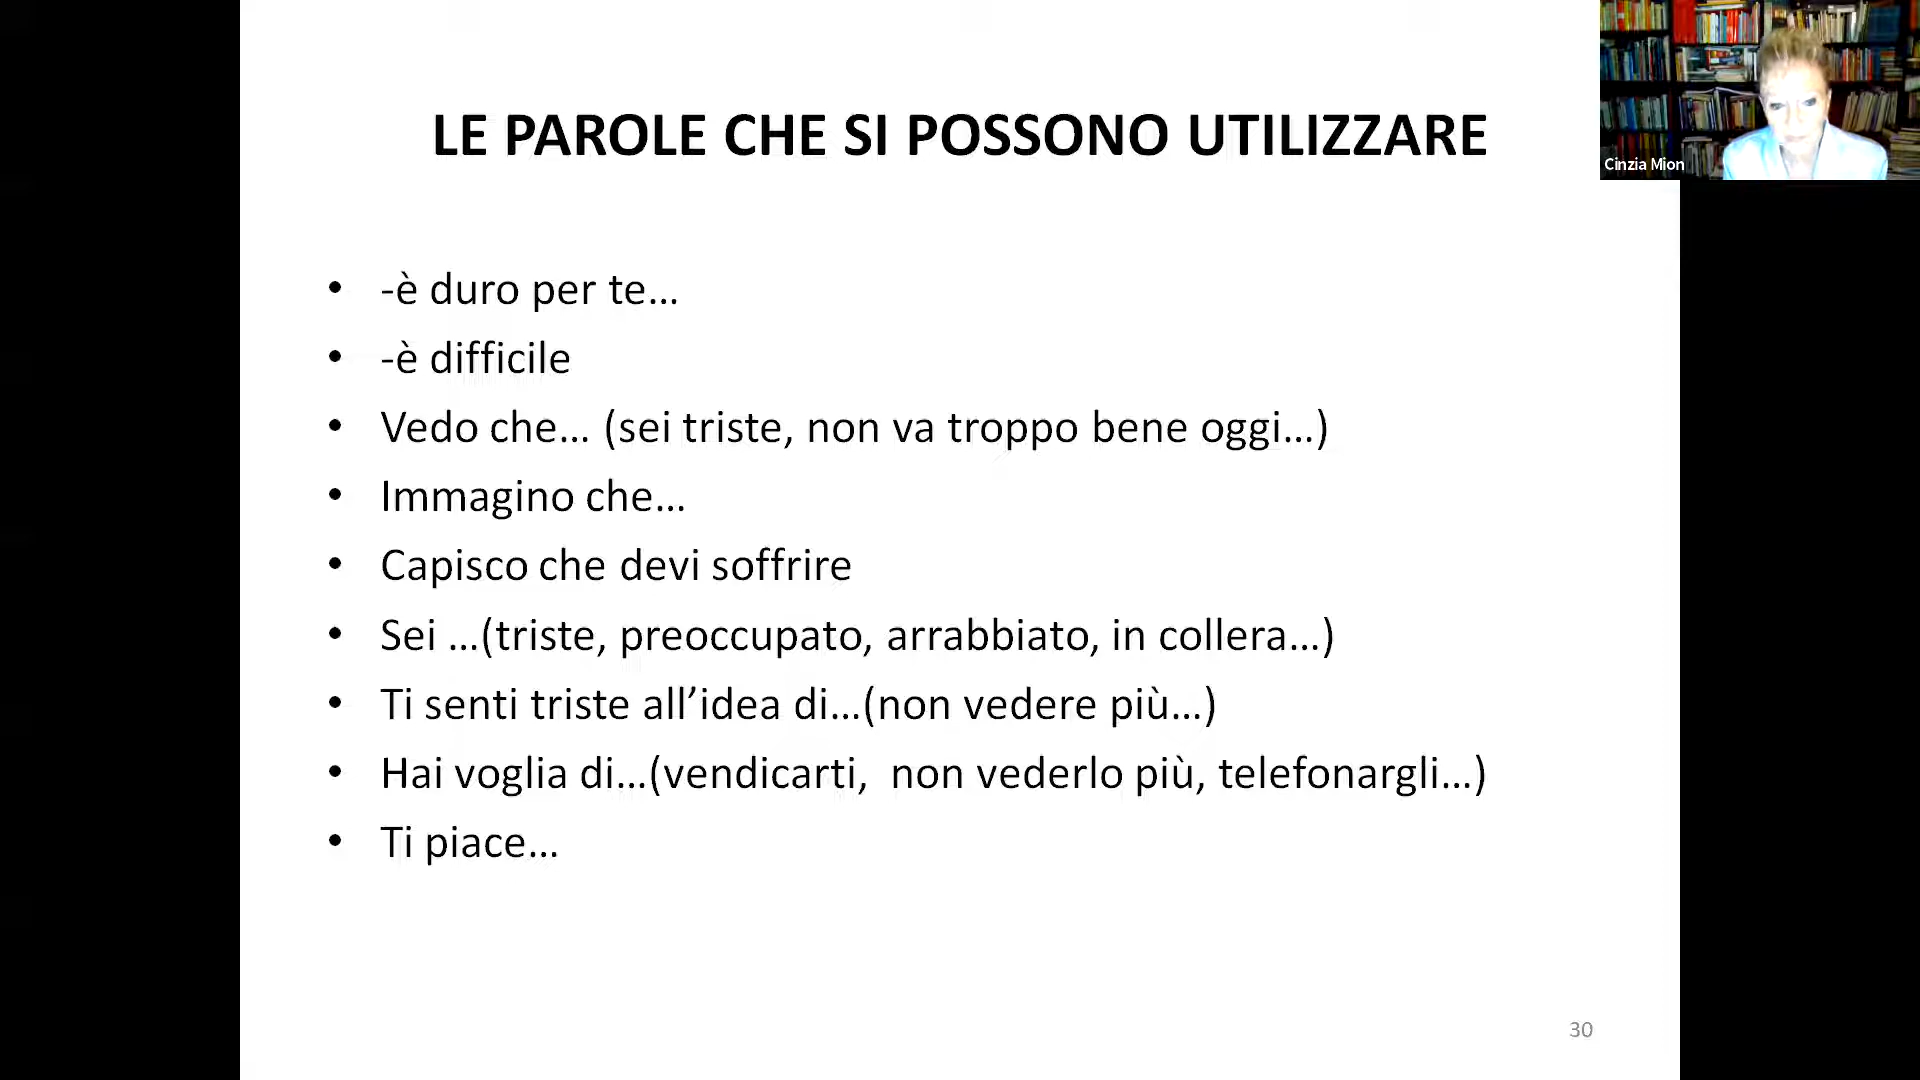 LE PAROLE CHE SI POSSONO UTILIZZARE
Cinzia Mion
• -è duro per te...
• -è difficile
• Vedo che... (sei triste, non va troppo bene oggi...)
• Immagino che...
• Capisco che devi soffrire
• Sei ...(triste, preoccupato, arrabbiato, in collera...)
• Ti senti triste all’idea di...(non vedere più...)
• Hai voglia di...(vendicarti,  non vederlo più, telefonargli...)
• Ti piace...
30